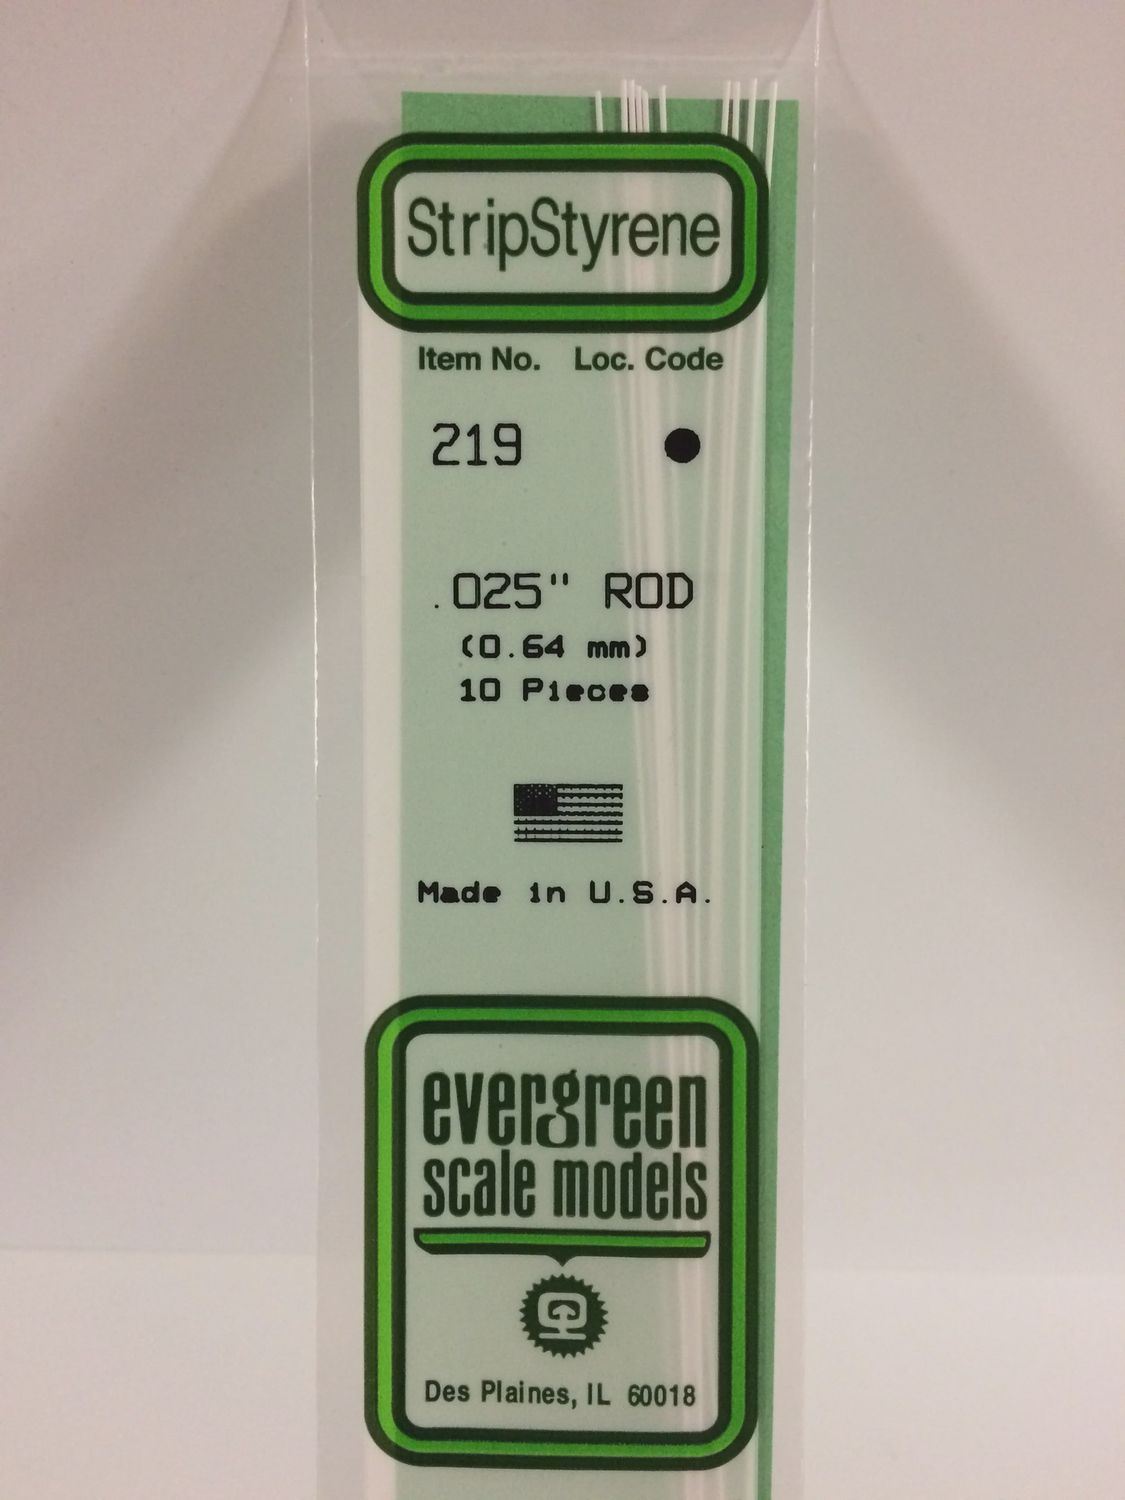 StripStyrene
Item No. Loc. Code
219 ●
.025" ROD
(0.64 mm)
10 Pieces
Made in U.S.A.
evergreen
scale models
Des Plaines, IL 60018